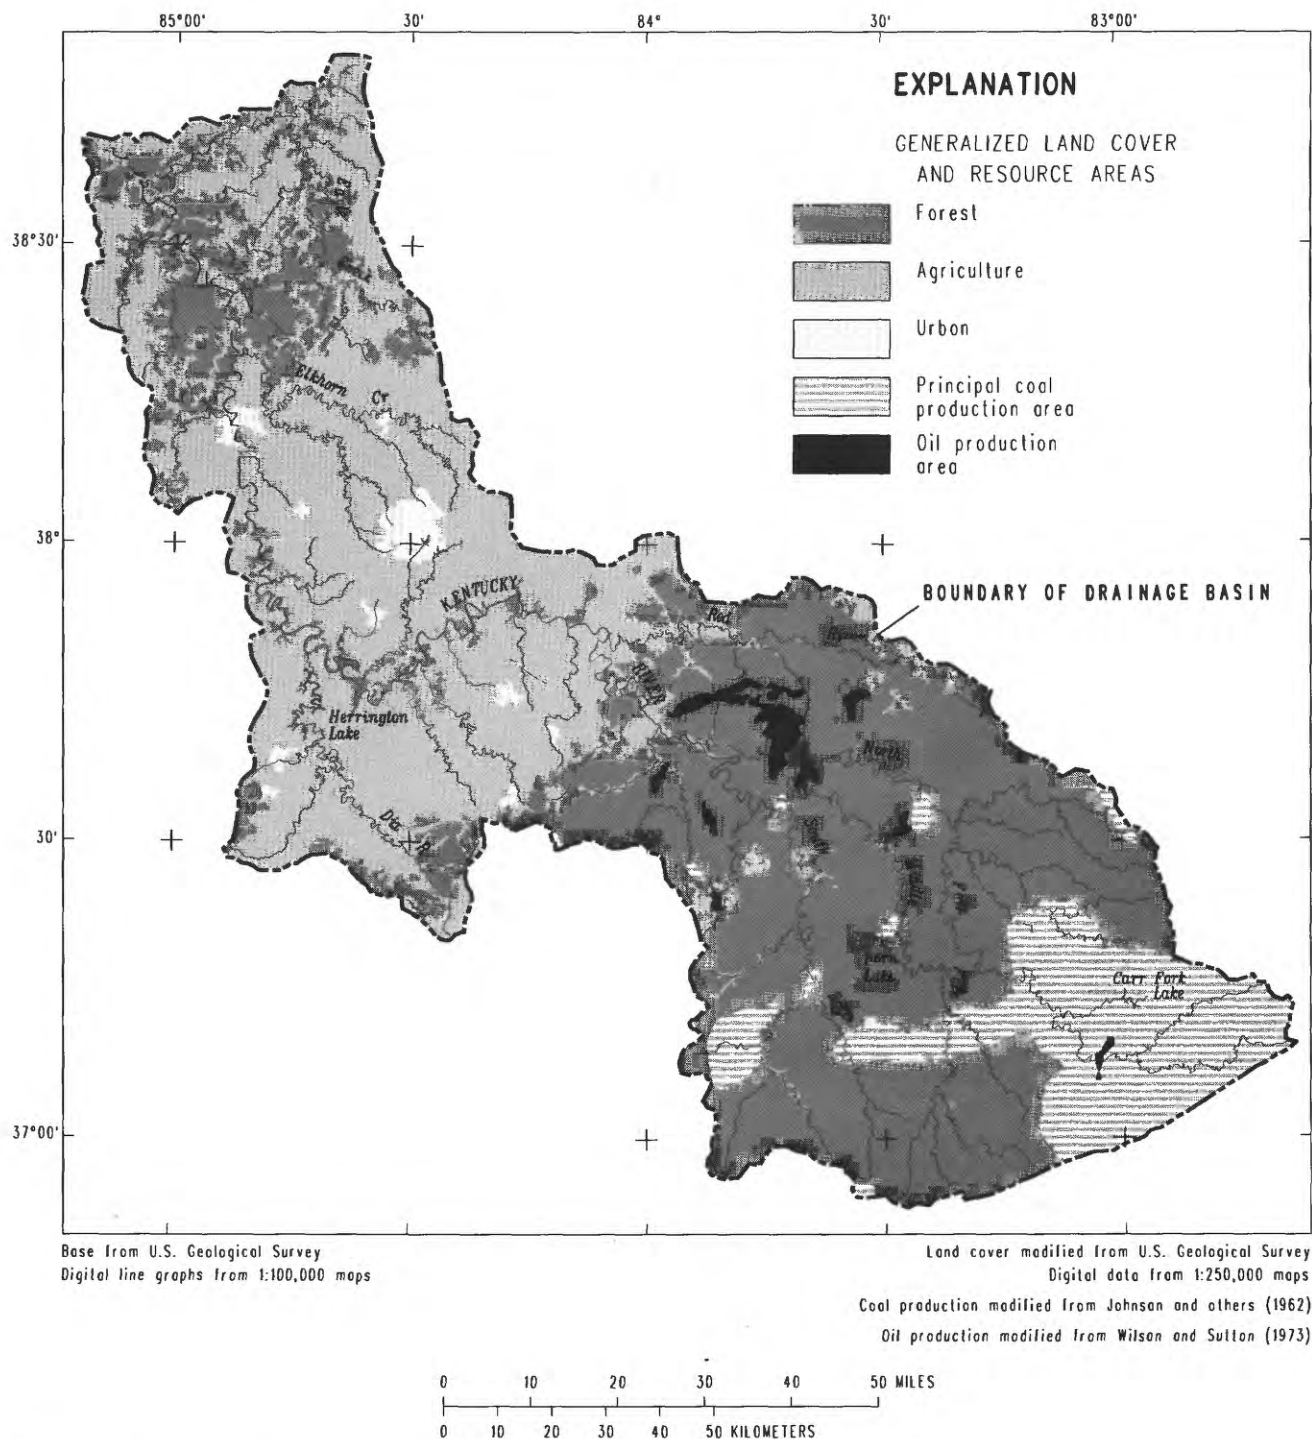 85°00' 30' 84° 30' 83°00'
EXPLANATION
GENERALIZED LAND COVER
AND RESOURCE AREAS
Forest
Agriculture
Urbon
Principal coal
production area
Oil production
area
38°30'
38°
30'
37°00'
Elkhorn
Cr
KENTUCKY
RIVER
Red
BOUNDARY OF DRAINAGE BASIN
Herrington
Lake
Dix
R
North
Lake
Carr Fork
Lake
Base from U.S. Geological Survey
Digital line graphs from 1:100,000 maps
Land cover modified from U.S. Geological Survey
Digital data from 1:250,000 maps
Coal production modified from Johnson and others (1962)
Oil production modified from Wilson and Sutton (1973)
0 10 20 30 40 50 MILES
0 10 20 30 40 50 KILOMETERS